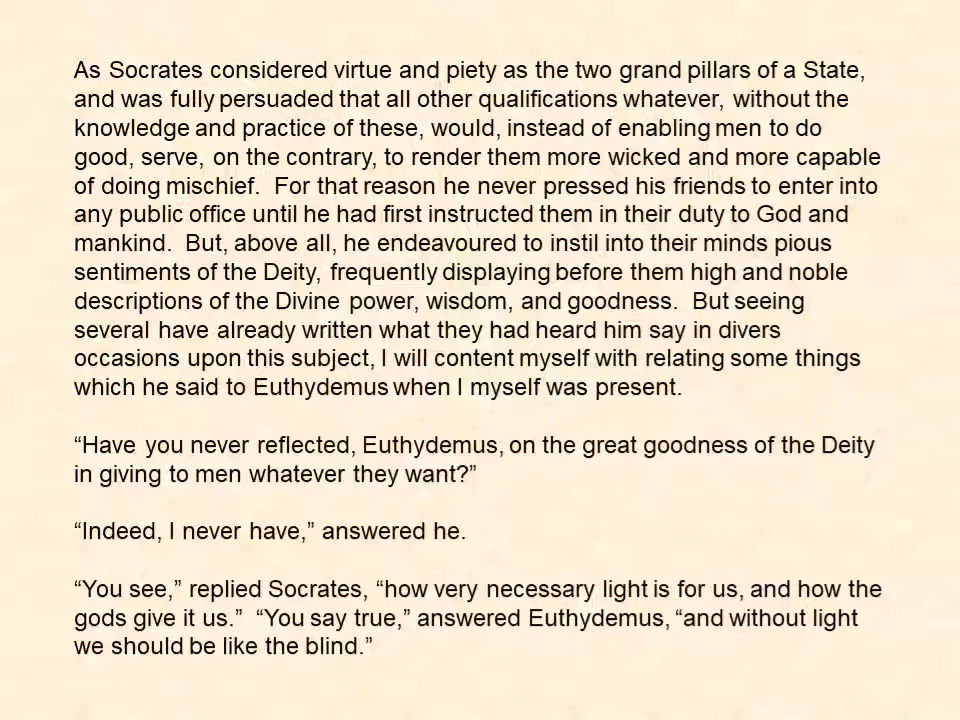 As Socrates considered virtue and piety as the two grand pillars of a State,
and was fully persuaded that all other qualifications whatever, without the
knowledge and practice of these, would, instead of enabling men to do
good, serve, on the contrary, to render them more wicked and more capable
of doing mischief.  For that reason he never pressed his friends to enter into
any public office until he had first instructed them in their duty to God and
mankind.  But, above all, he endeavoured to instil into their minds pious
sentiments of the Deity, frequently displaying before them high and noble
descriptions of the Divine power, wisdom, and goodness.  But seeing
several have already written what they had heard him say in divers
occasions upon this subject, I will content myself with relating some things
which he said to Euthydemus when I myself was present.
“Have you never reflected, Euthydemus, on the great goodness of the Deity
in giving to men whatever they want?”
“Indeed, I never have,” answered he.
“You see,” replied Socrates, “how very necessary light is for us, and how the
gods give it us.”  “You say true,” answered Euthydemus, “and without light
we should be like the blind.”